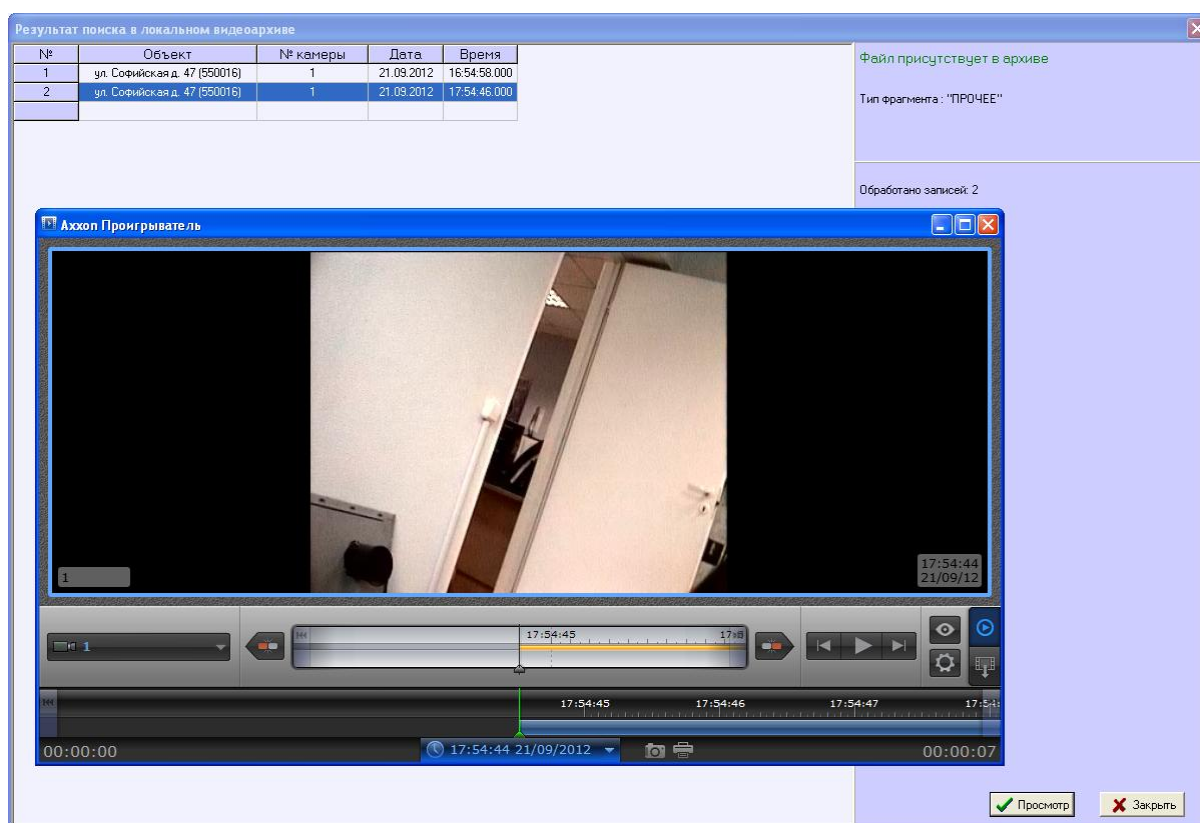 Результат поиска в локальном видеоархиве
№ Объект № камеры Дата Время
1 ул. Софийская д. 47 (550016) 1 21.09.2012 16:54:58.000
2 ул. Софийская д. 47 (550016) 1 21.09.2012 17:54:46.000
Файл присутствует в архиве
Тип фрагмента : "ПРОЧЕЕ"
Обработано записей: 2
Axxon Проигрыватель
1
17:54:44
21/09/12
1
17:54:45
17:54:45 17:54:46 17:54:47
00:00:00 17:54:44 21/09/2012 00:00:07
Просмотр Закрыть